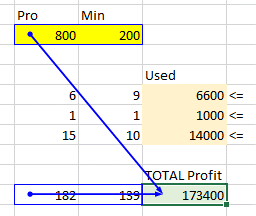 Pro Min
800 200
Used
6 9 6600 <=
1 1 1000 <=
15 10 14000 <=
TOTAL Profit
182 139 173400